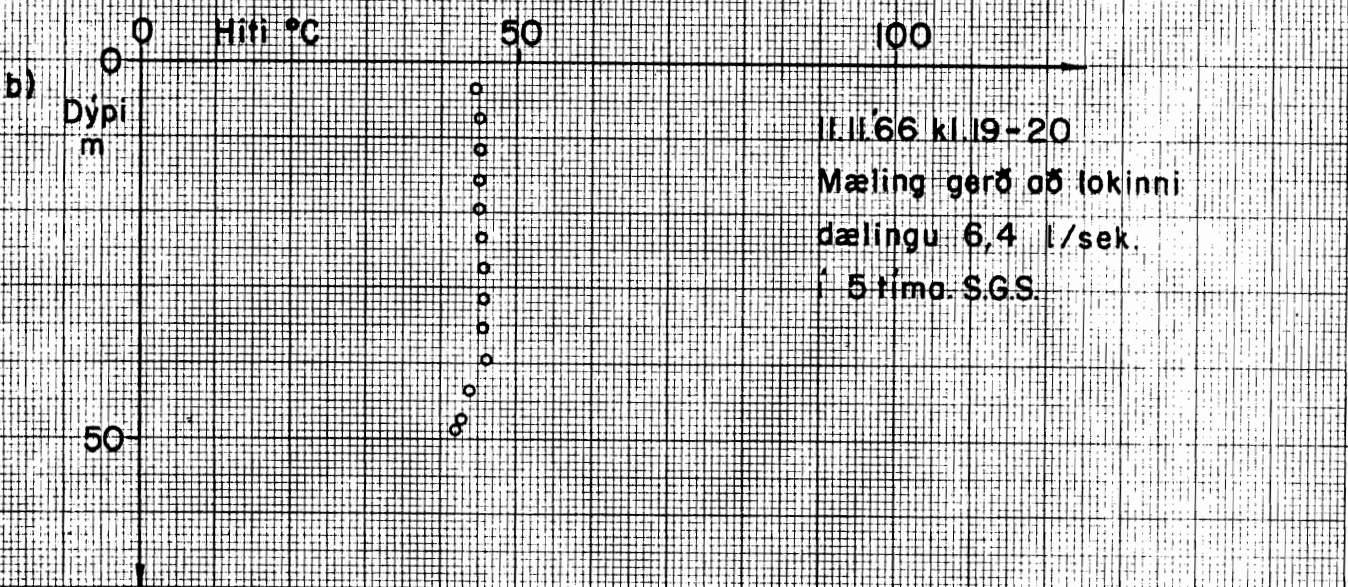 0 Hiti °C 50 100
0
b)
Dýpi
m
11.11.'66 kl.19-20
Mæling gerð að lokinni
dælingu 6,4 l/sek.
í 5 tíma. S.G.S.
50